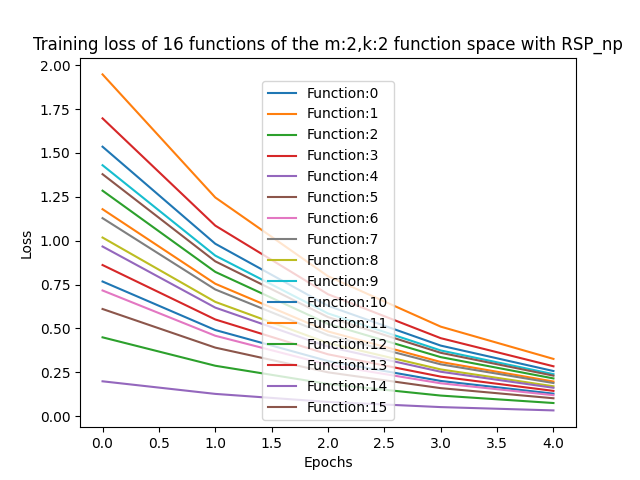 Training loss of 16 functions of the m:2,k:2 function space with RSP_np
2.00
1.75
1.50
1.25
1.00
0.75
0.50
0.25
0.00
Loss
Function:0
Function:1
Function:2
Function:3
Function:4
Function:5
Function:6
Function:7
Function:8
Function:9
Function:10
Function:11
Function:12
Function:13
Function:14
Function:15
0.0 0.5 1.0 1.5 2.0 2.5 3.0 3.5 4.0
Epochs